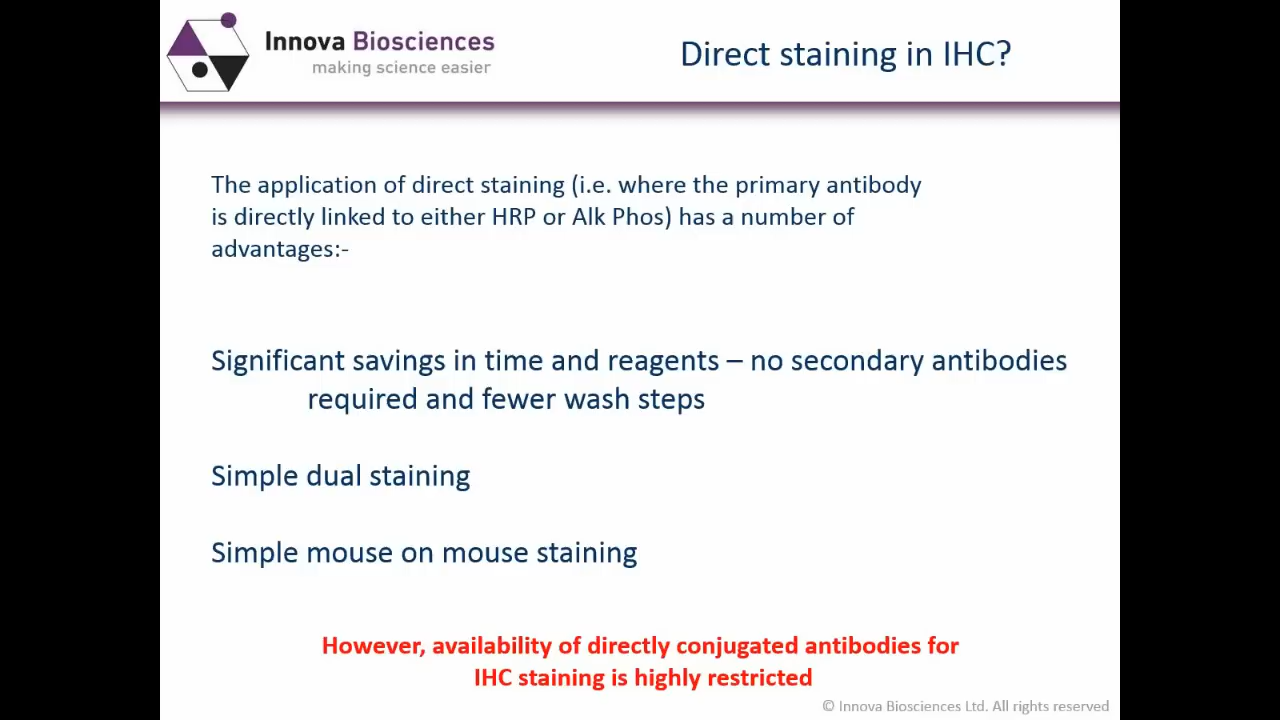 Innova Biosciences
making science easier
Direct staining in IHC?
The application of direct staining (i.e. where the primary antibody
is directly linked to either HRP or Alk Phos) has a number of
advantages:-
Significant savings in time and reagents – no secondary antibodies
required and fewer wash steps
Simple dual staining
Simple mouse on mouse staining
However, availability of directly conjugated antibodies for
IHC staining is highly restricted
© Innova Biosciences Ltd. All rights reserved